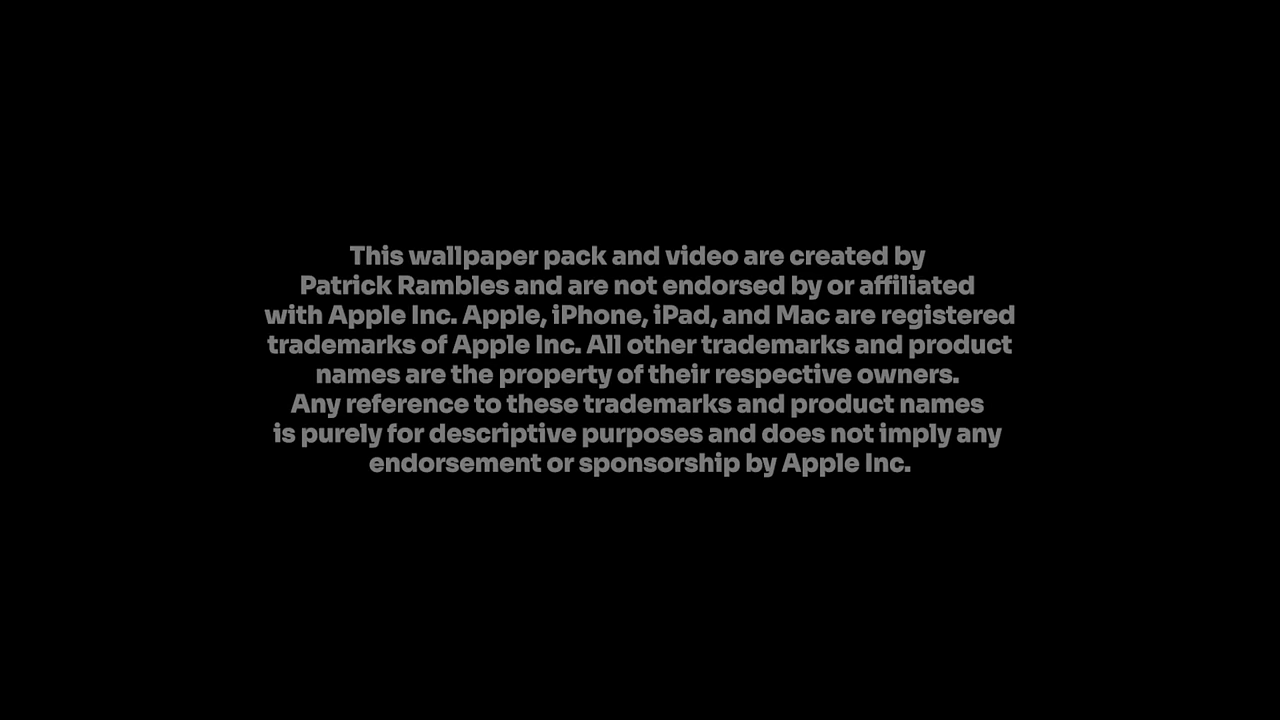 This wallpaper pack and video are created by
Patrick Rambles and are not endorsed by or affiliated
with Apple Inc. Apple, iPhone, iPad, and Mac are registered
trademarks of Apple Inc. All other trademarks and product
names are the property of their respective owners.
Any reference to these trademarks and product names
is purely for descriptive purposes and does not imply any
endorsement or sponsorship by Apple Inc.